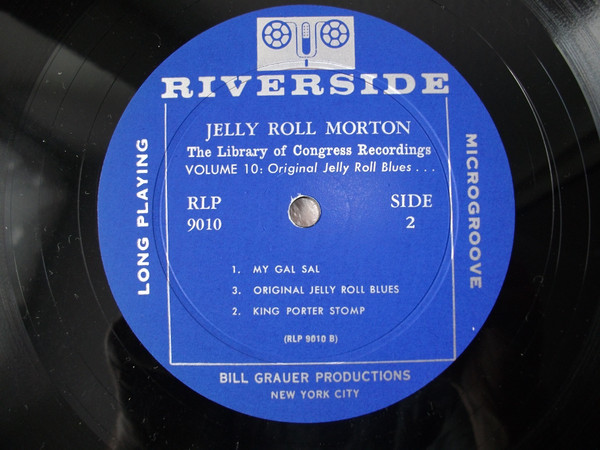 RIVERSIDE
JELLY ROLL MORTON
The Library of Congress Recordings
VOLUME 10: Original Jelly Roll Blues . . .
RLP
9010
SIDE
2
LONG PLAYING
MICROGROOVE
1. MY GAL SAL
3. ORIGINAL JELLY ROLL BLUES
2. KING PORTER STOMP
(RLP 9010 B)
BILL GRAUER PRODUCTIONS
NEW YORK CITY